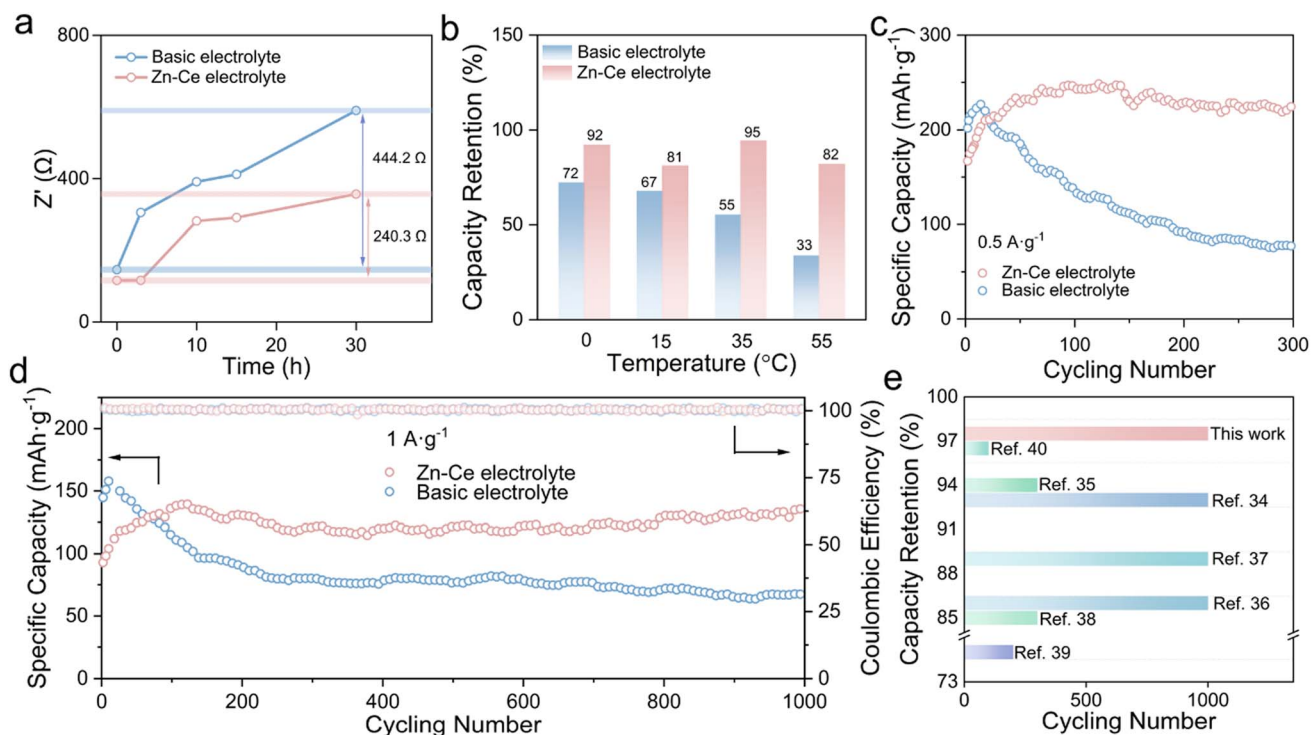 a
800
400
0
Z' (Ω)
Basic electrolyte
Zn-Ce electrolyte
444.2 Ω
240.3 Ω
0 10 20 30
Time (h)
b
150
100
50
0
Capacity Retention (%)
Basic electrolyte
Zn-Ce electrolyte
72 92 67 81 55 95 33 82
0 15 35 55
Temperature (°C)
c
300
200
100
0
Specific Capacity (mAh·g⁻¹)
0.5 A·g⁻¹
Zn-Ce electrolyte
Basic electrolyte
0 100 200 300
Cycling Number
d
200
150
100
50
0
Specific Capacity (mAh·g⁻¹)
1 A·g⁻¹
Zn-Ce electrolyte
Basic electrolyte
100
75
50
25
0
Coulombic Efficiency (%)
0 200 400 600 800 1000
Cycling Number
e
100
97
94
91
88
85
73
Capacity Retention (%)
This work
Ref. 40
Ref. 35
Ref. 34
Ref. 37
Ref. 36
Ref. 38
Ref. 39
0 500 1000
Cycling Number